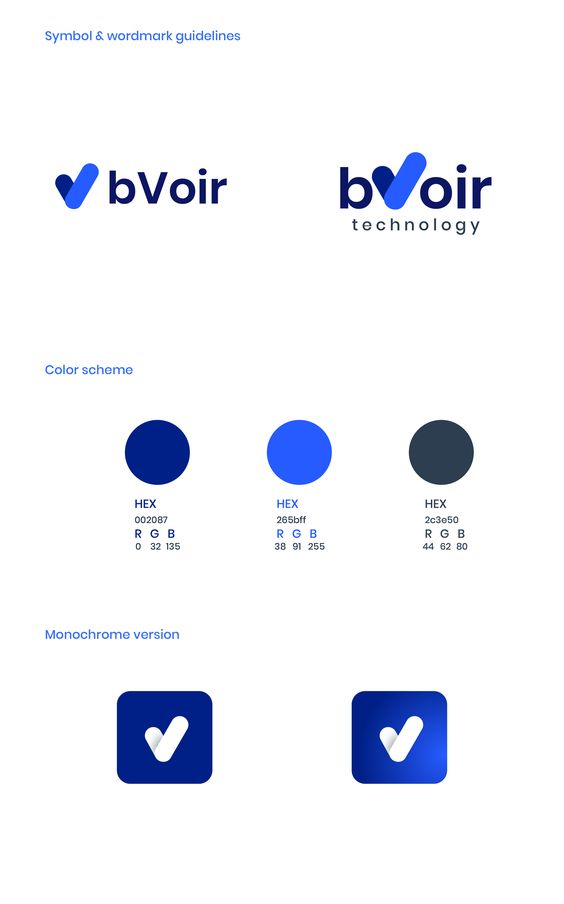 Symbol & wordmark guidelines
bVoir
bVoir
technology
Color scheme
HEX
002087
R G B
0 32 135
HEX
265bff
R G B
38 91 255
HEX
2c3e50
R G B
44 62 80
Monochrome version